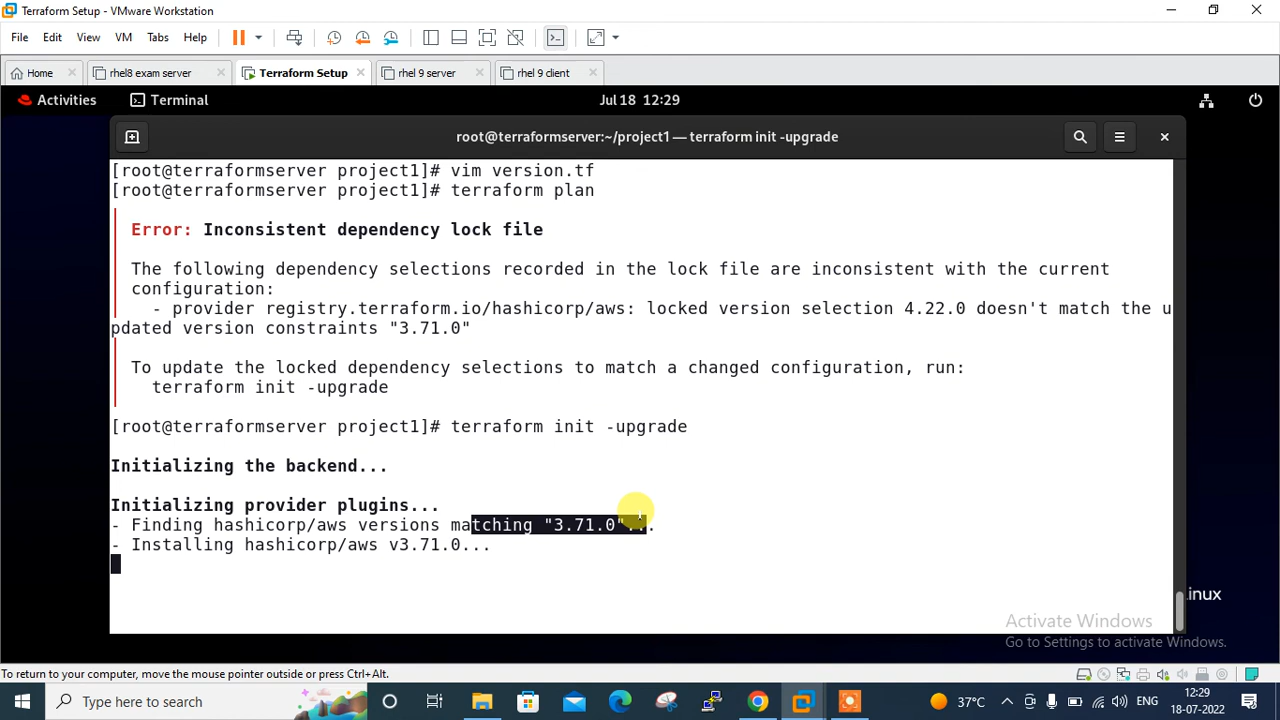 Terraform Setup - VMware Workstation
File Edit View VM Tabs Help
Home rhel8 exam server Terraform Setup rhel 9 server rhel 9 client
Activities Terminal Jul 18 12:29
root@terraformserver:~/project1 — terraform init -upgrade
[root@terraformserver project1]# vim version.tf
[root@terraformserver project1]# terraform plan
Error: Inconsistent dependency lock file
The following dependency selections recorded in the lock file are inconsistent with the current
configuration:
- provider registry.terraform.io/hashicorp/aws: locked version selection 4.22.0 doesn't match the u
pdated version constraints "3.71.0"
To update the locked dependency selections to match a changed configuration, run:
terraform init -upgrade
[root@terraformserver project1]# terraform init -upgrade
Initializing the backend...
Initializing provider plugins...
- Finding hashicorp/aws versions matching "3.71.0"...
- Installing hashicorp/aws v3.71.0...
inux
Activate Windows
Go to Settings to activate Windows.
To return to your computer, move the mouse pointer outside or press Ctrl+Alt.
Type here to search 37°C ENG 12:29
18-07-2022